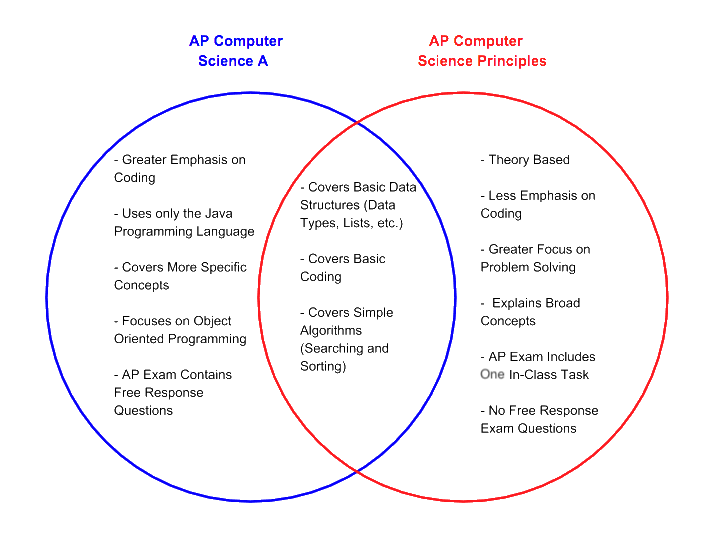 AP Computer
Science A
AP Computer
Science Principles
- Greater Emphasis on
Coding
- Uses only the Java
Programming Language
- Covers More Specific
Concepts
- Focuses on Object
Oriented Programming
- AP Exam Contains
Free Response
Questions
- Covers Basic Data
Structures (Data
Types, Lists, etc.)
- Covers Basic
Coding
- Covers Simple
Algorithms
(Searching and
Sorting)
- Theory Based
- Less Emphasis on
Coding
- Greater Focus on
Problem Solving
- Explains Broad
Concepts
- AP Exam Includes
One In-Class Task
- No Free Response
Exam Questions